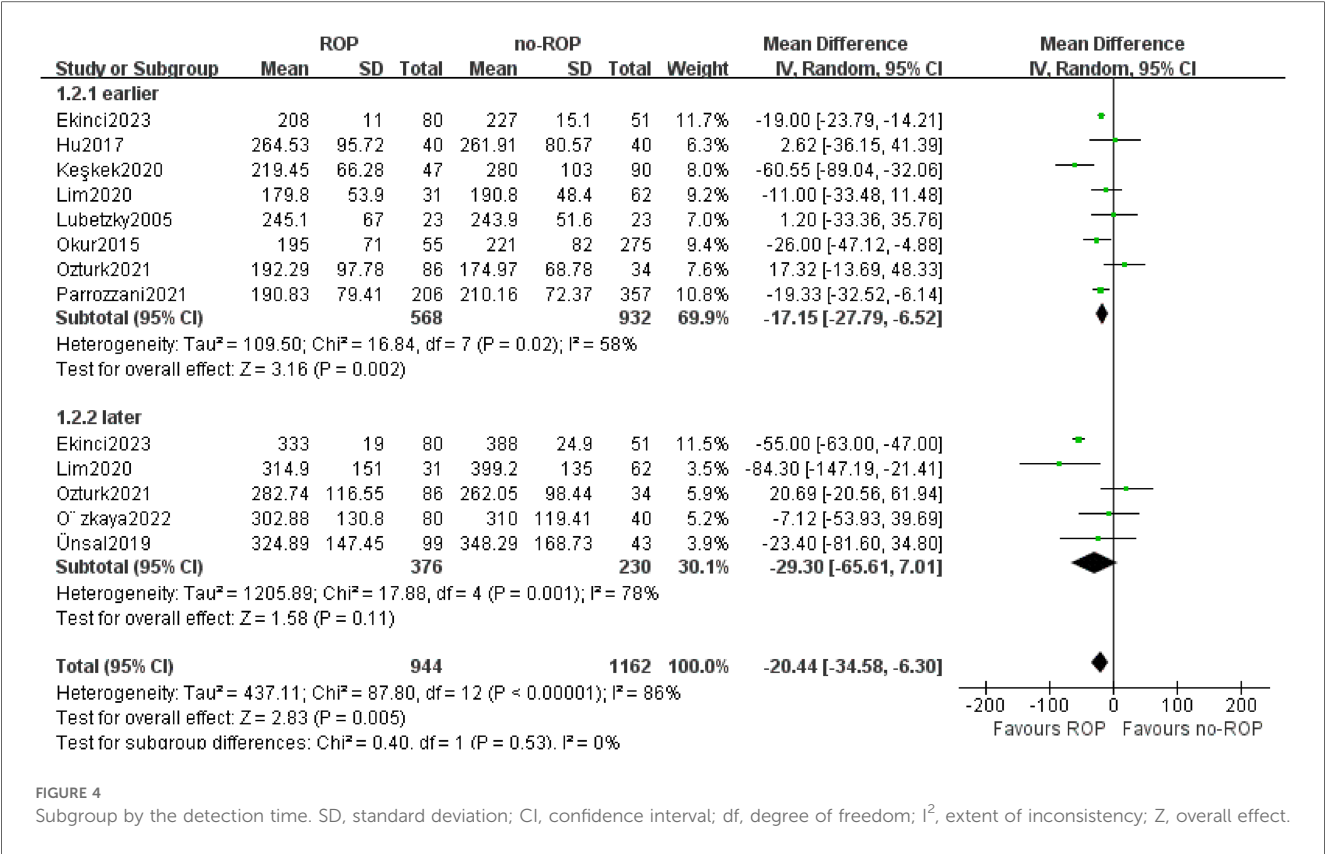 ROP no-ROP Mean Difference Mean Difference
Study or Subgroup Mean SD Total Mean SD Total Weight IV, Random, 95% CI IV, Random, 95% CI
1.2.1 earlier
Ekinci2023 208 11 80 227 15.1 51 11.7% -19.00 [-23.79, -14.21]
Hu2017 264.53 95.72 40 261.91 80.57 40 6.3% 2.62 [-36.15, 41.39]
Keşkek2020 219.45 66.28 47 280 103 90 8.0% -60.55 [-89.04, -32.06]
Lim2020 179.8 53.9 31 190.8 48.4 62 9.2% -11.00 [-33.48, 11.48]
Lubetzky2005 245.1 67 23 243.9 51.6 23 7.0% 1.20 [-33.36, 35.76]
Okur2015 195 71 55 221 82 275 9.4% -26.00 [-47.12, -4.88]
Ozturk2021 192.29 97.78 86 174.97 68.78 34 7.6% 17.32 [-13.69, 48.33]
Parrozzani2021 190.83 79.41 206 210.16 72.37 357 10.8% -19.33 [-32.52, -6.14]
Subtotal (95% CI) 568 932 69.9% -17.15 [-27.79, -6.52]
Heterogeneity: Tau² = 109.50; Chi² = 16.84, df = 7 (P = 0.02); I² = 58%
Test for overall effect: Z = 3.16 (P = 0.002)
1.2.2 later
Ekinci2023 333 19 80 388 24.9 51 11.5% -55.00 [-63.00, -47.00]
Lim2020 314.9 151 31 399.2 135 62 3.5% -84.30 [-147.19, -21.41]
Ozturk2021 282.74 116.55 86 262.05 98.44 34 5.9% 20.69 [-20.56, 61.94]
O¨ zkaya2022 302.88 130.8 80 310 119.41 40 5.2% -7.12 [-53.93, 39.69]
Ünsal2019 324.89 147.45 99 348.29 168.73 43 3.9% -23.40 [-81.60, 34.80]
Subtotal (95% CI) 376 230 30.1% -29.30 [-65.61, 7.01]
Heterogeneity: Tau² = 1205.89; Chi² = 17.88, df = 4 (P = 0.001); I² = 78%
Test for overall effect: Z = 1.58 (P = 0.11)
Total (95% CI) 944 1162 100.0% -20.44 [-34.58, -6.30]
Heterogeneity: Tau² = 437.11; Chi² = 87.80, df = 12 (P < 0.00001); I² = 86%
Test for overall effect: Z = 2.83 (P = 0.005)
Test for subgroup differences: Chi² = 0.40, df = 1 (P = 0.53), I² = 0%
-200 -100 0 100 200
Favours ROP Favours no-ROP
FIGURE 4
Subgroup by the detection time. SD, standard deviation; CI, confidence interval; df, degree of freedom; I², extent of inconsistency; Z, overall effect.